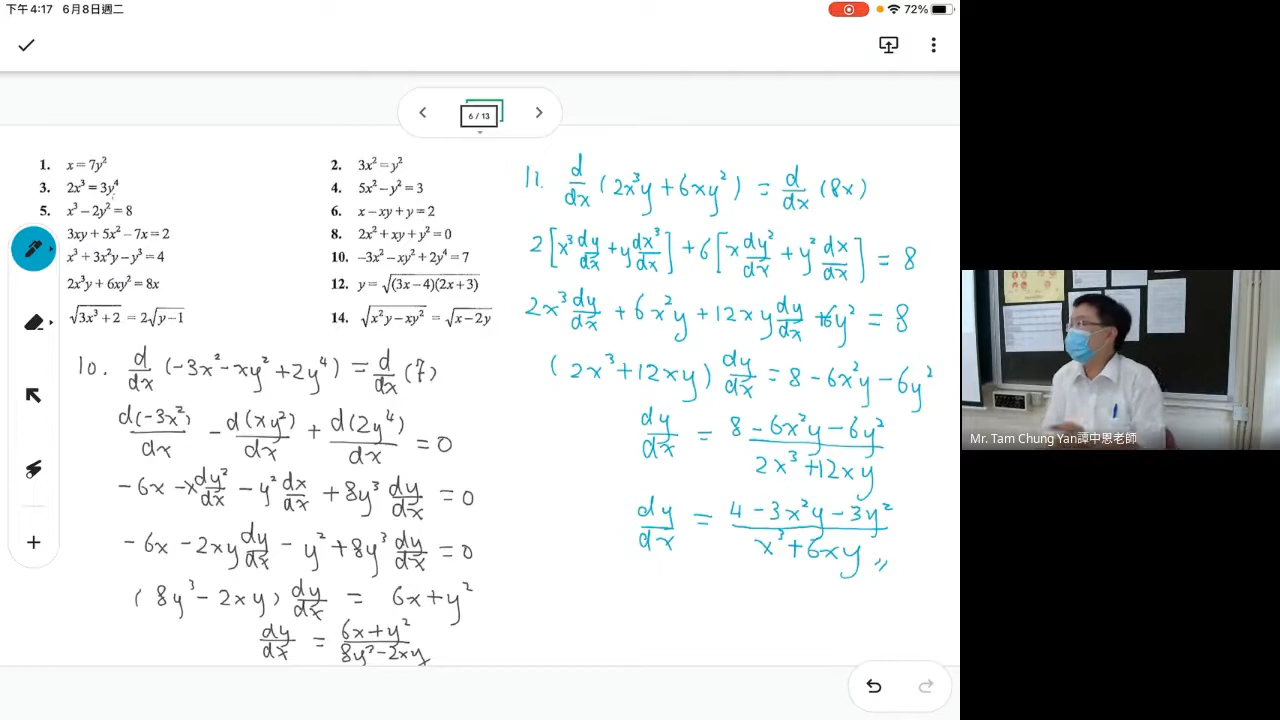 下午4:17 6月8日週二
72%
6 / 13
1. x = 7y²
2. 3x² = y²
3. 2x³ = 3y⁴
4. 5x² − y² = 3
5. x³ − 2y² = 8
6. x − xy + y = 2
3xy + 5x² − 7x = 2
8. 2x² + xy + y² = 0
x³ + 3x²y − y³ = 4
10. −3x² − xy² + 2y⁴ = 7
2x³y + 6xy² = 8x
12. y = √((3x − 4)(2x + 3))
√(3x³ + 2) = 2√(y − 1)
14. √(x²y − xy²) = √(x − 2y)
10. d/dx (−3x² − xy² + 2y⁴) = d/dx (7)
d(−3x²)/dx − d(xy²)/dx + d(2y⁴)/dx = 0
−6x − x dy²/dx − y² dx/dx + 8y³ dy/dx = 0
−6x − 2xy dy/dx − y² + 8y³ dy/dx = 0
(8y³ − 2xy) dy/dx = 6x + y²
dy/dx = (6x + y²)/(8y³ − 2xy)
11. d/dx (2x³y + 6xy²) = d/dx (8x)
2[x³ dy/dx + y dx³/dx] + 6[x dy²/dx + y² dx/dx] = 8
2x³ dy/dx + 6x²y + 12xy dy/dx + 6y² = 8
(2x³ + 12xy) dy/dx = 8 − 6x²y − 6y²
dy/dx = (8 − 6x²y − 6y²)/(2x³ + 12xy)
dy/dx = (4 − 3x²y − 3y²)/(x³ + 6xy) //
Mr. Tam Chung Yan譚中恩老師